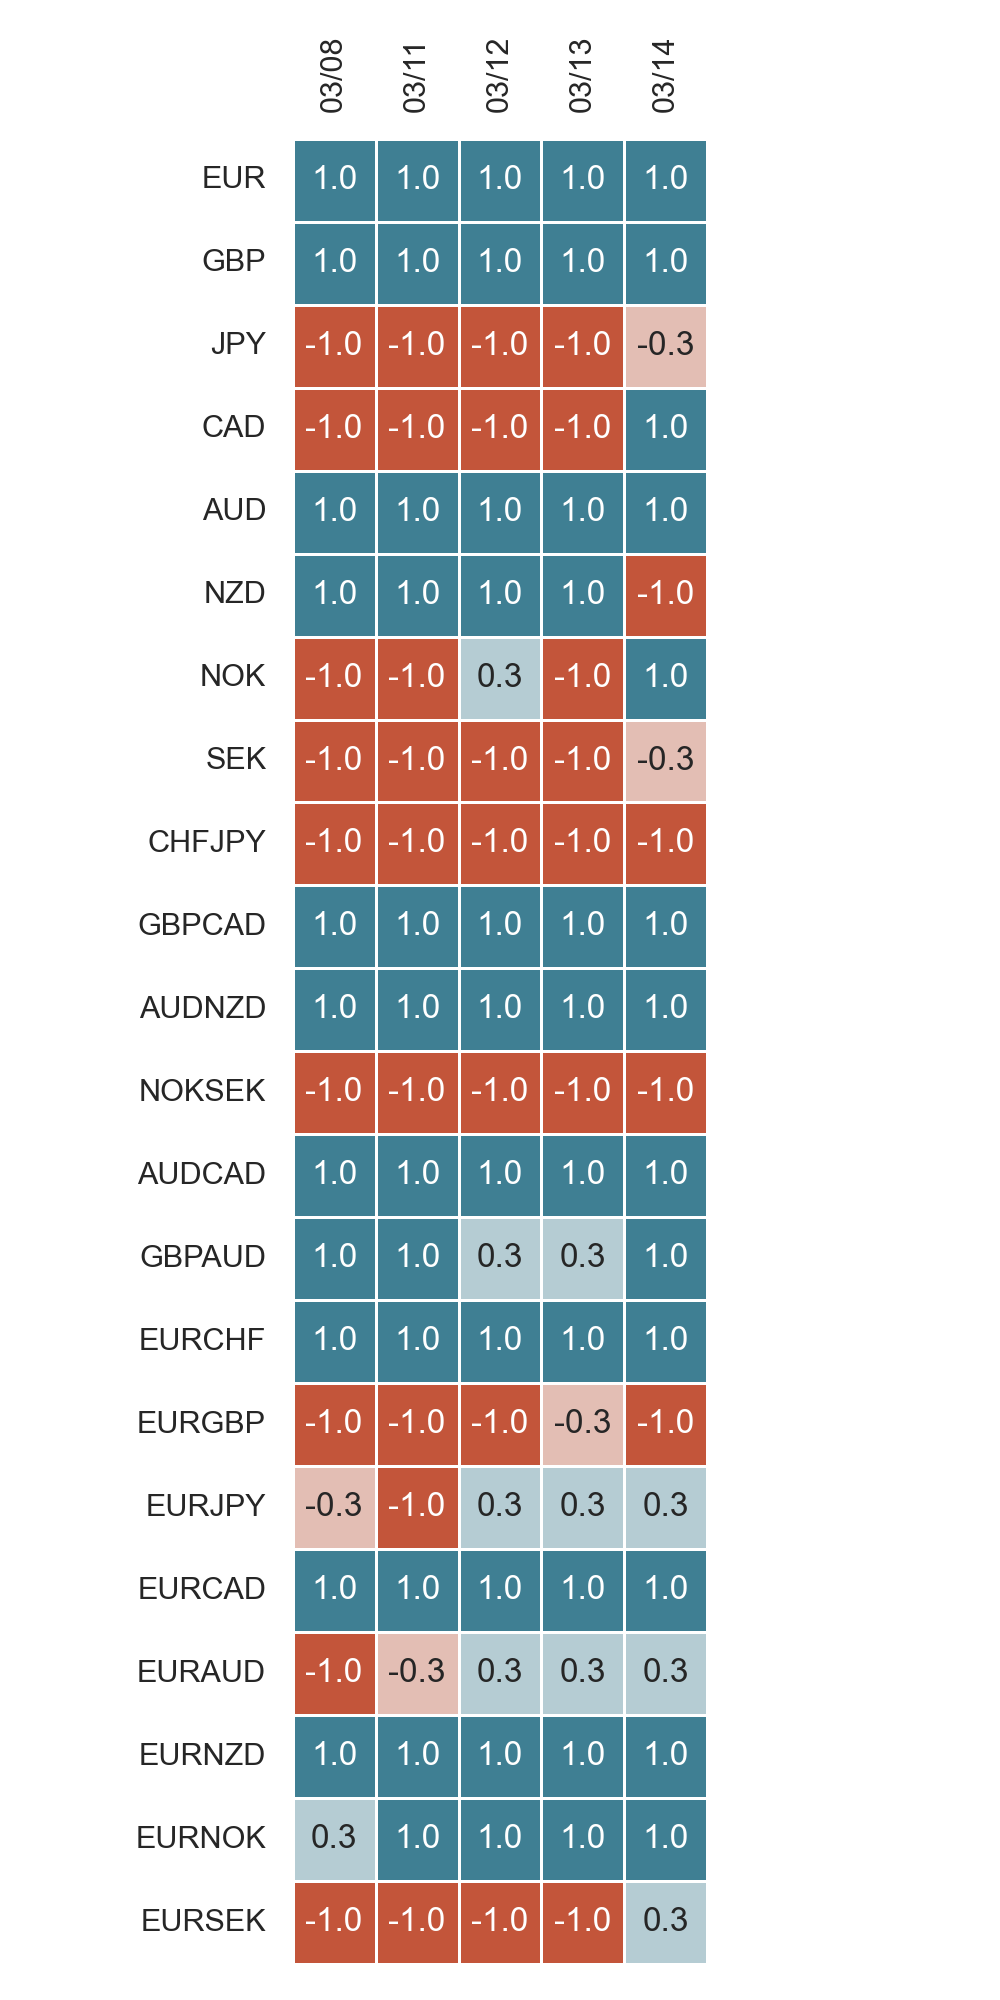 03/08 03/11 03/12 03/13 03/14
EUR 1.0 1.0 1.0 1.0 1.0
GBP 1.0 1.0 1.0 1.0 1.0
JPY -1.0 -1.0 -1.0 -1.0 -0.3
CAD -1.0 -1.0 -1.0 -1.0 1.0
AUD 1.0 1.0 1.0 1.0 1.0
NZD 1.0 1.0 1.0 1.0 -1.0
NOK -1.0 -1.0 0.3 -1.0 1.0
SEK -1.0 -1.0 -1.0 -1.0 -0.3
CHFJPY -1.0 -1.0 -1.0 -1.0 -1.0
GBPCAD 1.0 1.0 1.0 1.0 1.0
AUDNZD 1.0 1.0 1.0 1.0 1.0
NOKSEK -1.0 -1.0 -1.0 -1.0 -1.0
AUDCAD 1.0 1.0 1.0 1.0 1.0
GBPAUD 1.0 1.0 0.3 0.3 1.0
EURCHF 1.0 1.0 1.0 1.0 1.0
EURGBP -1.0 -1.0 -1.0 -0.3 -1.0
EURJPY -0.3 -1.0 0.3 0.3 0.3
EURCAD 1.0 1.0 1.0 1.0 1.0
EURAUD -1.0 -0.3 0.3 0.3 0.3
EURNZD 1.0 1.0 1.0 1.0 1.0
EURNOK 0.3 1.0 1.0 1.0 1.0
EURSEK -1.0 -1.0 -1.0 -1.0 0.3